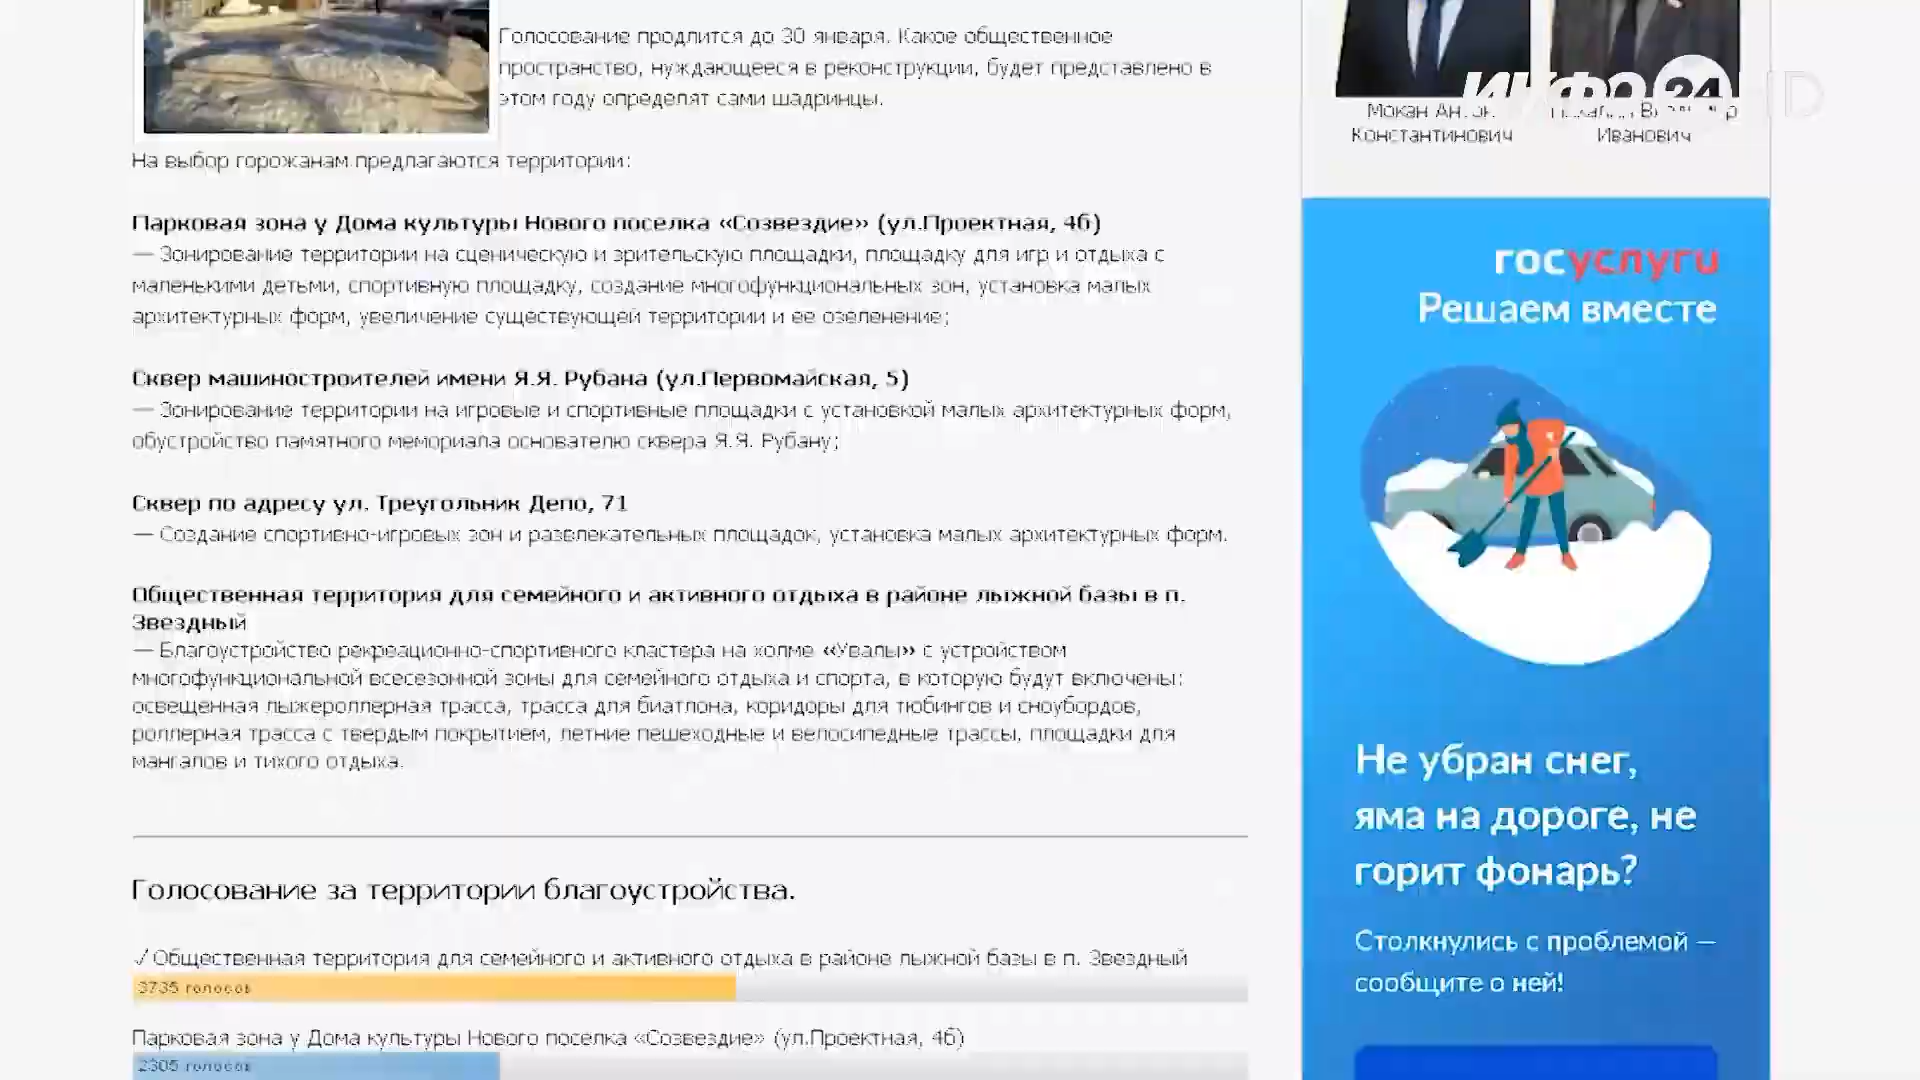 Голосование продлится до 30 января. Какое общественное
пространство, нуждающееся в реконструкции, будет представлено в
этом году определят сами шадринцы.
На выбор горожанам предлагаются территории:
Парковая зона у Дома культуры Нового поселка «Созвездие» (ул.Проектная, 4б)
— Зонирование территории на сценическую и зрительскую площадки, площадку для игр и отдыха с
маленькими детьми, спортивную площадку, создание многофункциональных зон, установка малых
архитектурных форм, увеличение существующей территории и ее озеленение;
Сквер машиностроителей имени Я.Я. Рубана (ул.Первомайская, 5)
— Зонирование территории на игровые и спортивные площадки с установкой малых архитектурных форм,
обустройство памятного мемориала основателю сквера Я.Я. Рубану;
Сквер по адресу ул. Треугольник Депо, 71
— Создание спортивно-игровых зон и развлекательных площадок, установка малых архитектурных форм.
Общественная территория для семейного и активного отдыха в районе лыжной базы в п.
Звездный
— Благоустройство рекреационно-спортивного кластера на холме «Увалы» с устройством
многофункциональной всесезонной зоны для семейного отдыха и спорта, в которую будут включены:
освещенная лыжероллерная трасса, трасса для биатлона, коридоры для тюбингов и сноубордов,
роллерная трасса с твердым покрытием, летние пешеходные и велосипедные трассы, площадки для
мангалов и тихого отдыха.
Голосование за территории благоустройства.
✓ Общественная территория для семейного и активного отдыха в районе лыжной базы в п. Звездный
3735 голосов
Парковая зона у Дома культуры Нового поселка «Созвездие» (ул.Проектная, 4б)
2305 голосов
ИНФО 24 HD
Мокан
Константинович
Иванович
госуслуги
Решаем вместе
Не убран снег,
яма на дороге, не
горит фонарь?
Столкнулись с проблемой —
сообщите о ней!